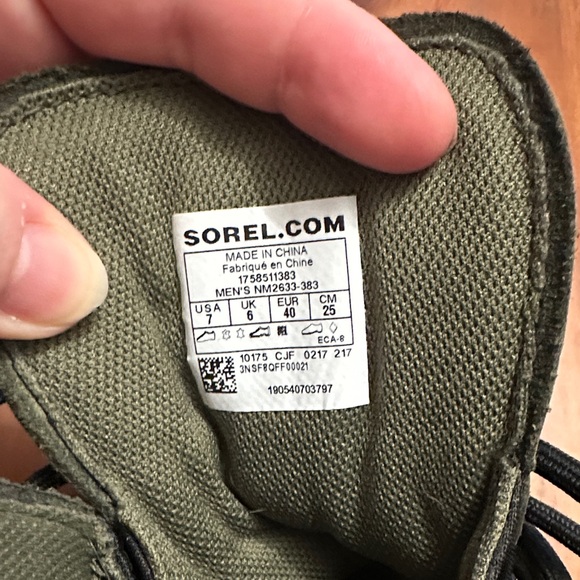 SOREL.COM
MADE IN CHINA
Fabriqué en Chine
1758511383
MEN'S NM2633-383
USA UK EUR CM
7 6 40 25
ECA-8
10175 CJF 0217 217
3NSF8QFF00021
190540703797